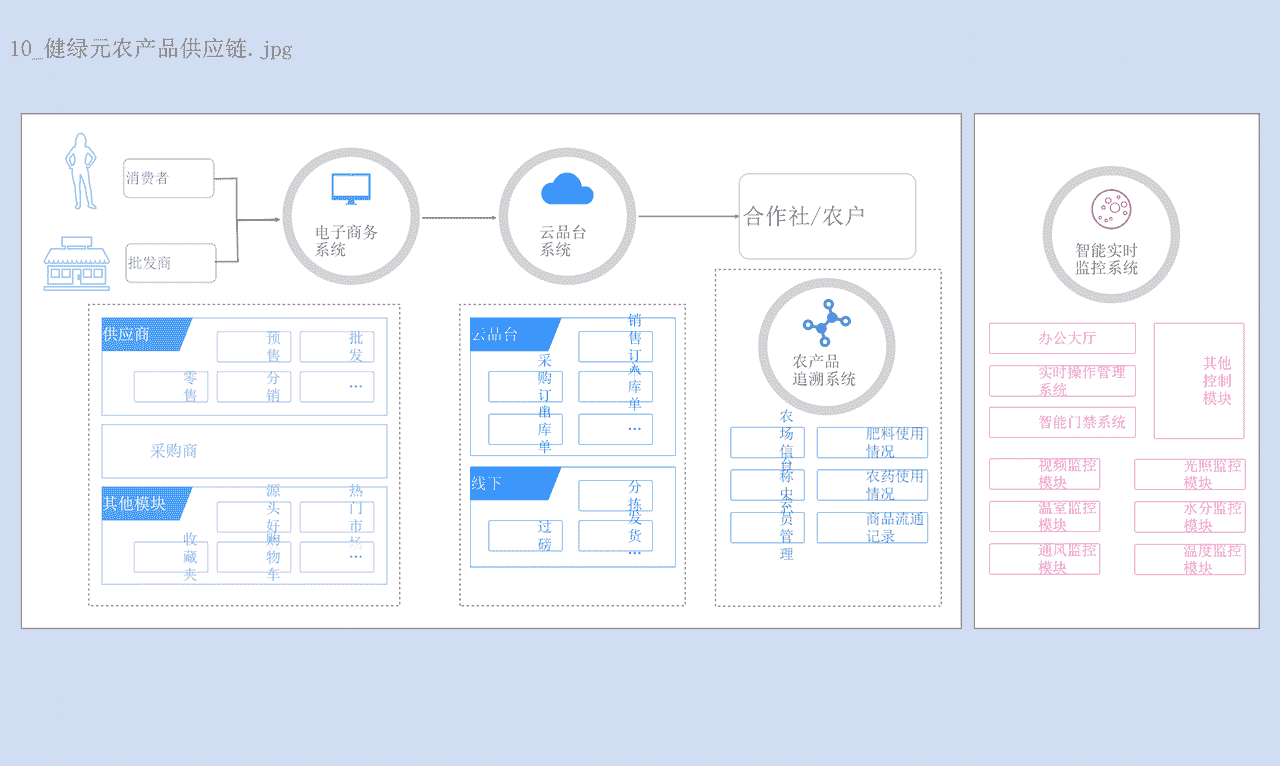 10_健绿元农产品供应链.jpg
消费者
批发商
电子商务
系统
云品台
系统
合作社/农户
智能实时
监控系统
供应商
预
售
批
发
零
售
分
销
…
采购商
其他模块
源
头
好
热
门
市
场
收
藏
夹
购
物
车
…
云品台
销
售
订
采
购
订
入
库
单
出
库
单
…
线下
分
拣
过
磅
发
货
…
农产品
追溯系统
农
场
信
肥料使用
情况
称
农药使用
情况
员
管
理
商品流通
记录
办公大厅
实时操作管理
系统
智能门禁系统
其他
控制
模块
视频监控
模块
光照监控
模块
温室监控
模块
水分监控
模块
通风监控
模块
温度监控
模块